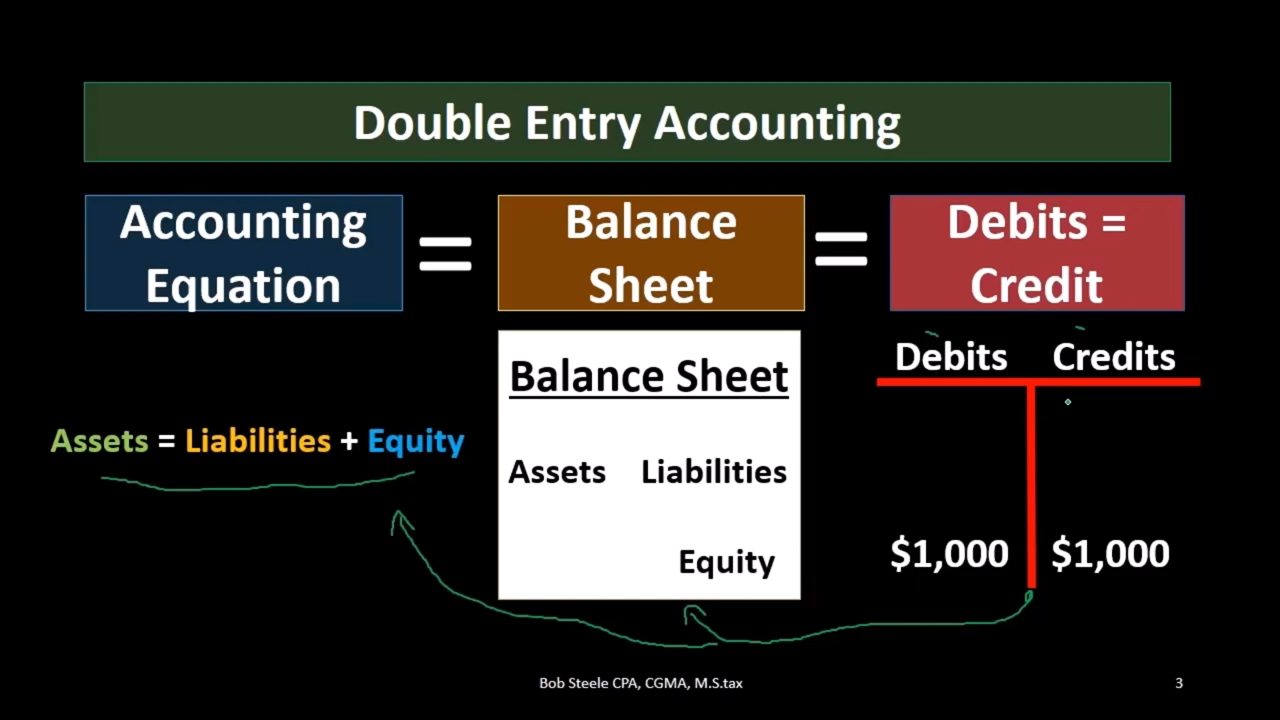 Double Entry Accounting
Accounting
Equation
=
Balance
Sheet
=
Debits =
Credit
Assets = Liabilities + Equity
Balance Sheet
Assets Liabilities
Equity
Debits Credits
$1,000 $1,000
Bob Steele CPA, CGMA, M.S.tax
3